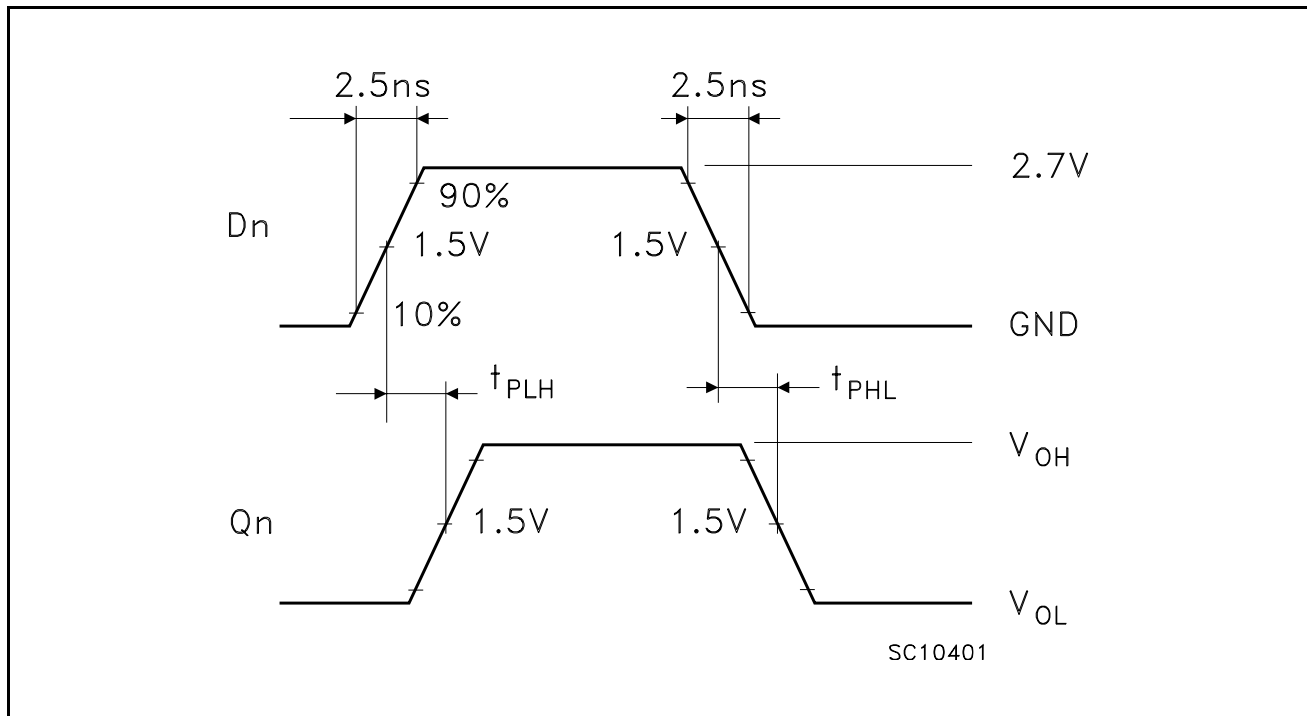 2.5ns 2.5ns
2.7V
90%
Dn 1.5V 1.5V
10% GND
tPLH tPHL
VOH
Qn 1.5V 1.5V
VOL
SC10401